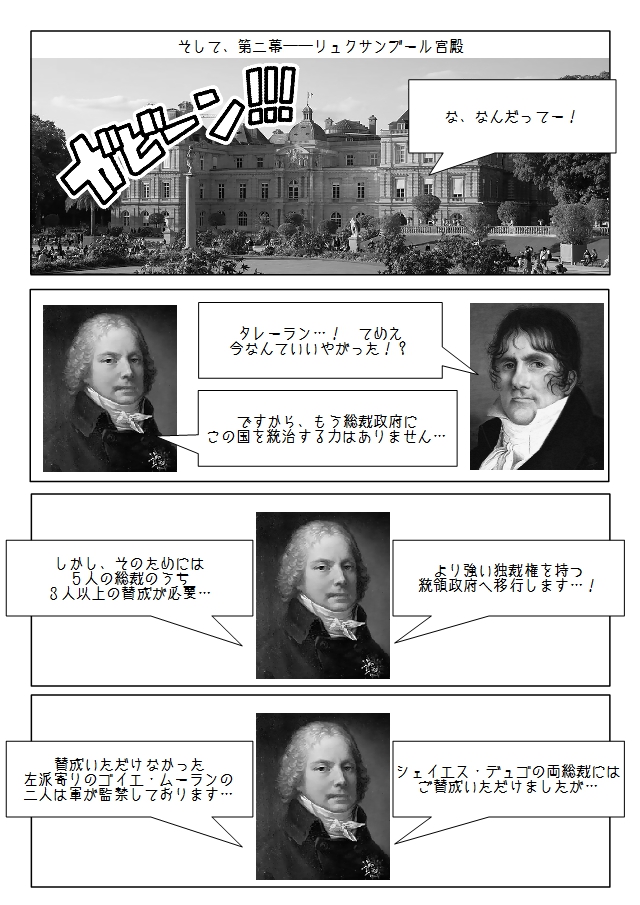 そして、第二幕――リュクサンブール宮殿
な、なんだってー！
ガビーン!!!
タレーラン…！　てめえ
今なんていいやがった！？
ですから、もう総裁政府に
この国を統治する力はありません…
より強い独裁権を持つ
統領政府へ移行します…！
しかし、そのためには
５人の総裁のうち
３人以上の賛成が必要…
シェイエス・デュコの両総裁には
ご賛成いただけましたが…
賛成いただけなかった
左派寄りのゴイエ・ムーランの
二人は軍が監禁しております…